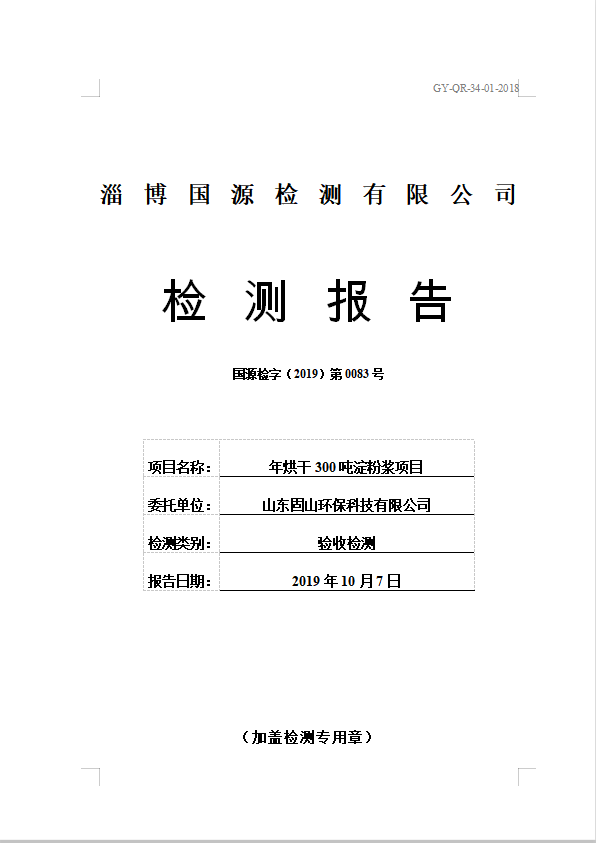 GY-QR-34-01-2018
淄博国源检测有限公司
检测报告
国源检字（2019）第0083号
项目名称： 年烘干300吨淀粉浆项目
委托单位： 山东固山环保科技有限公司
检测类别： 验收检测
报告日期： 2019年10月7日
（加盖检测专用章）